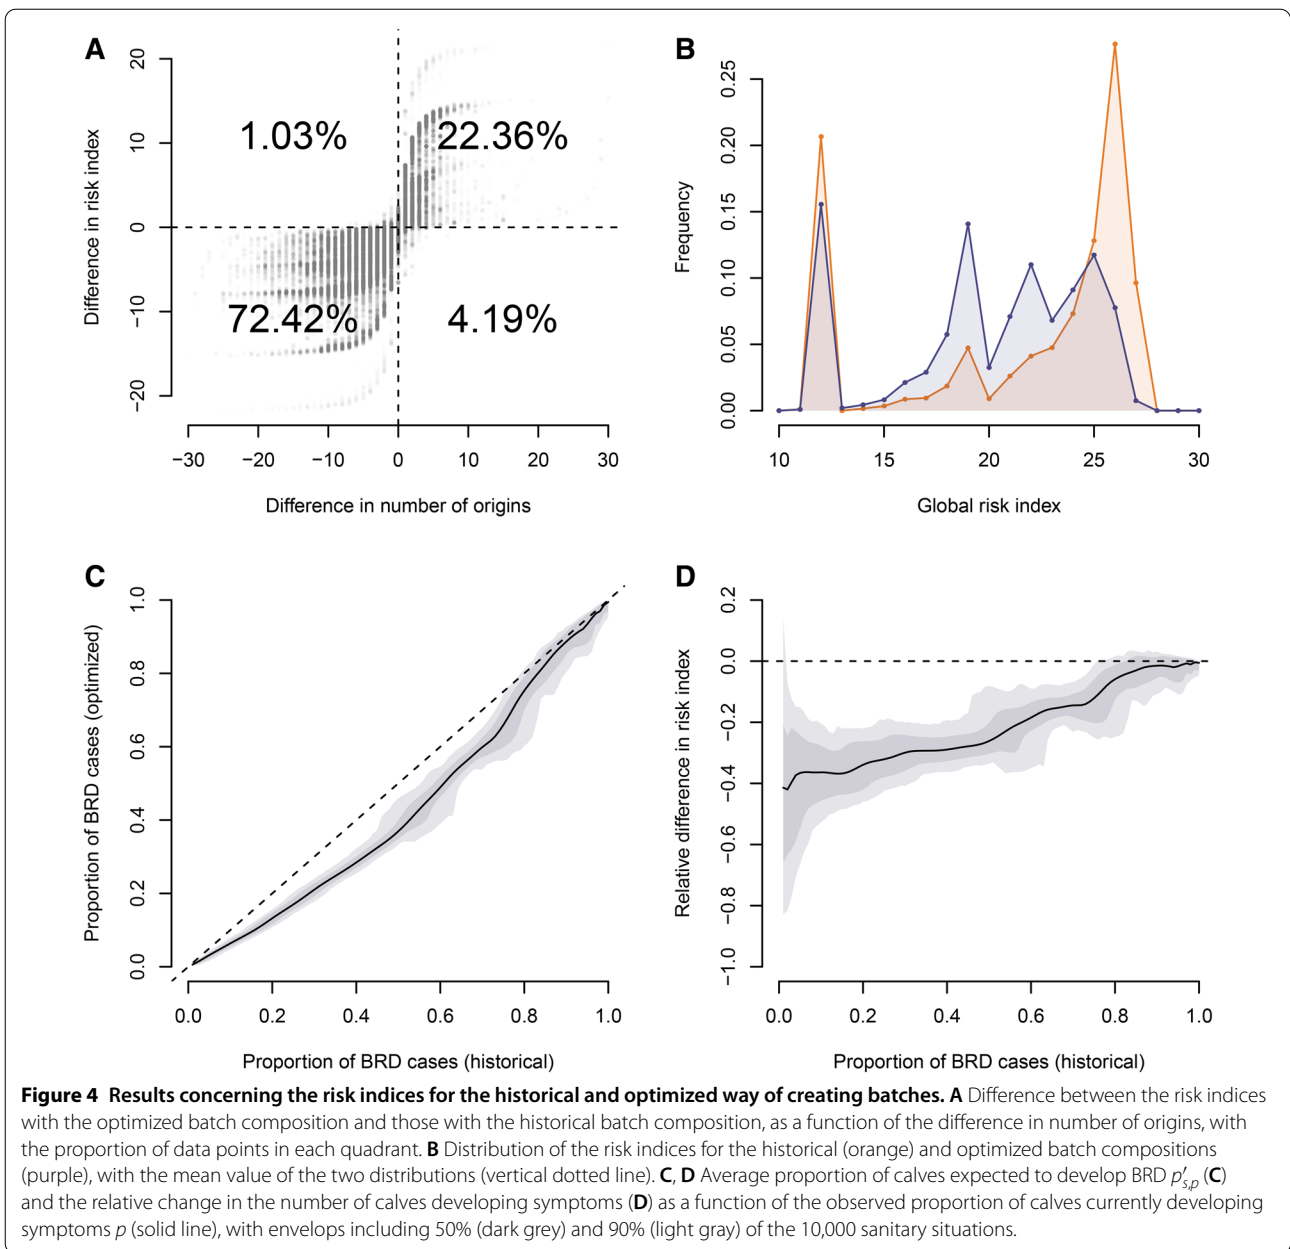 A
20
10
0
−10
−20
Difference in risk index
1.03%
22.36%
72.42%
4.19%
−30 −20 −10 0 10 20 30
Difference in number of origins
B
0.25
0.20
0.15
0.10
0.05
0.00
Frequency
10 15 20 25 30
Global risk index
C
1.0
0.8
0.6
0.4
0.2
0.0
Proportion of BRD cases (optimized)
0.0 0.2 0.4 0.6 0.8 1.0
Proportion of BRD cases (historical)
D
0.2
0.0
−0.2
−0.4
−0.6
−0.8
−1.0
Relative difference in risk index
0.0 0.2 0.4 0.6 0.8 1.0
Proportion of BRD cases (historical)
Figure 4 Results concerning the risk indices for the historical and optimized way of creating batches. A Difference between the risk indices
with the optimized batch composition and those with the historical batch composition, as a function of the difference in number of origins, with
the proportion of data points in each quadrant. B Distribution of the risk indices for the historical (orange) and optimized batch compositions
(purple), with the mean value of the two distributions (vertical dotted line). C, D Average proportion of calves expected to develop BRD p′s,p (C)
and the relative change in the number of calves developing symptoms (D) as a function of the observed proportion of calves currently developing
symptoms p (solid line), with envelops including 50% (dark grey) and 90% (light gray) of the 10,000 sanitary situations.